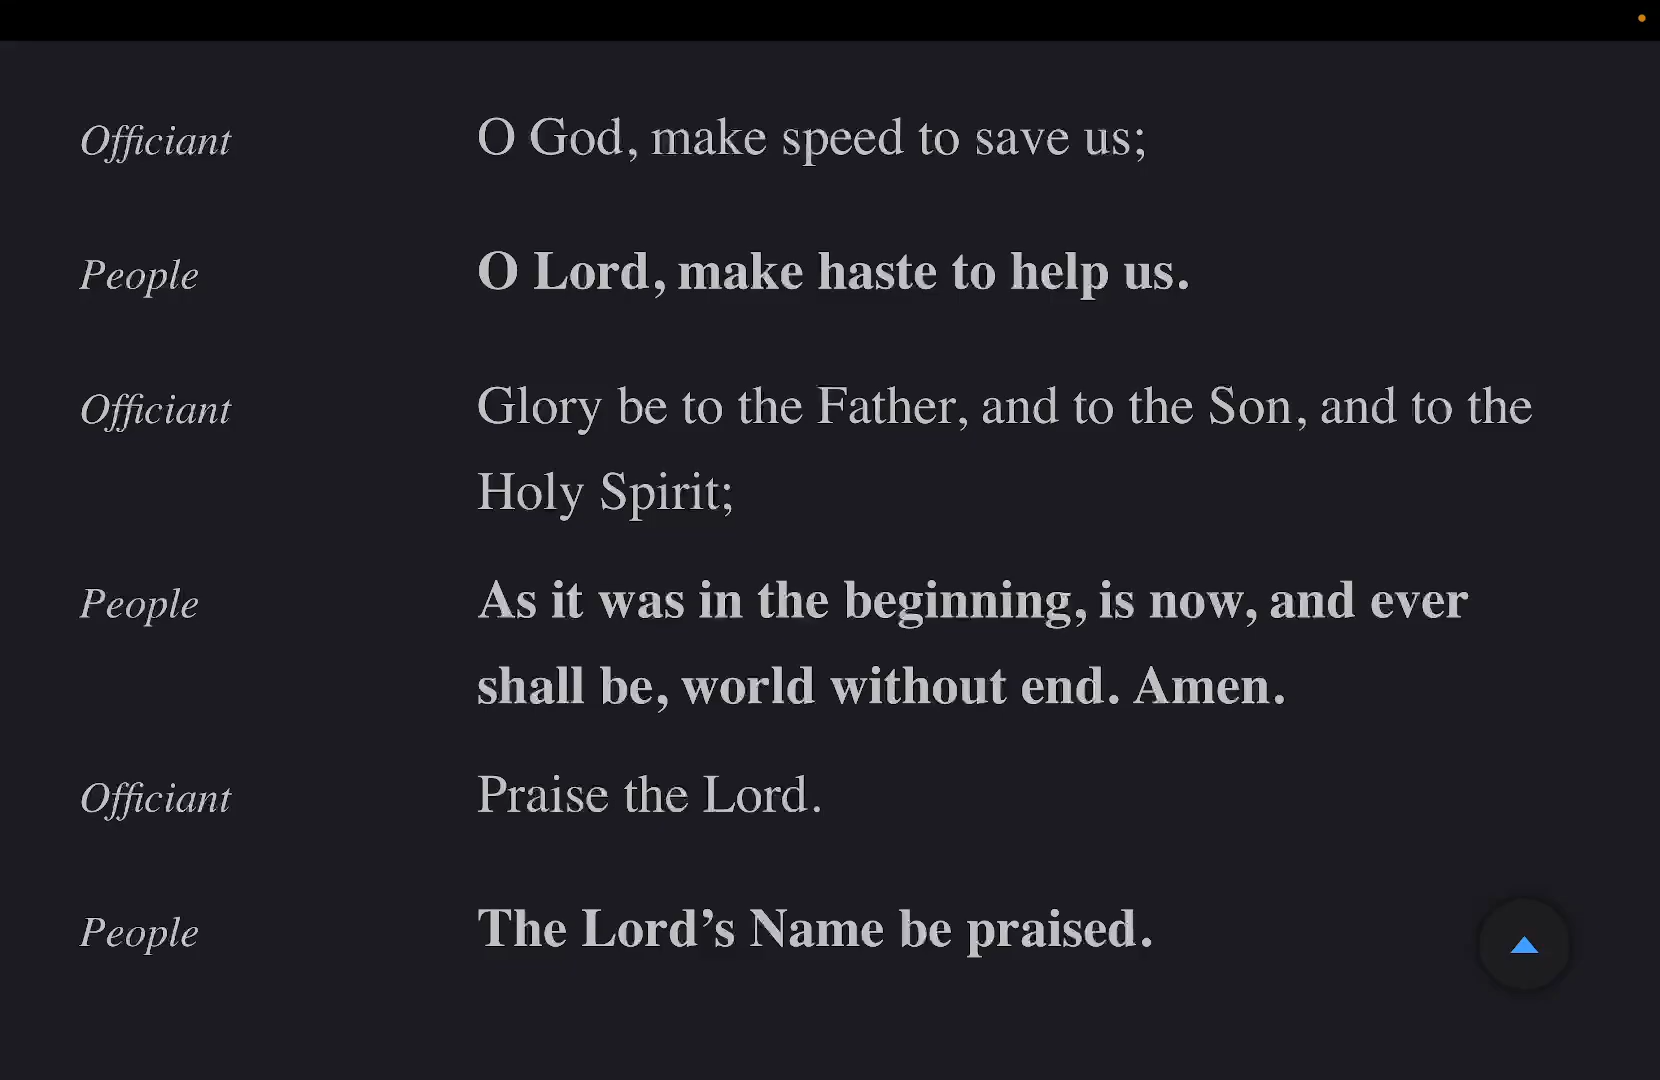 Officiant O God, make speed to save us;
People O Lord, make haste to help us.
Officiant Glory be to the Father, and to the Son, and to the
Holy Spirit;
People As it was in the beginning, is now, and ever
shall be, world without end. Amen.
Officiant Praise the Lord.
People The Lord’s Name be praised.